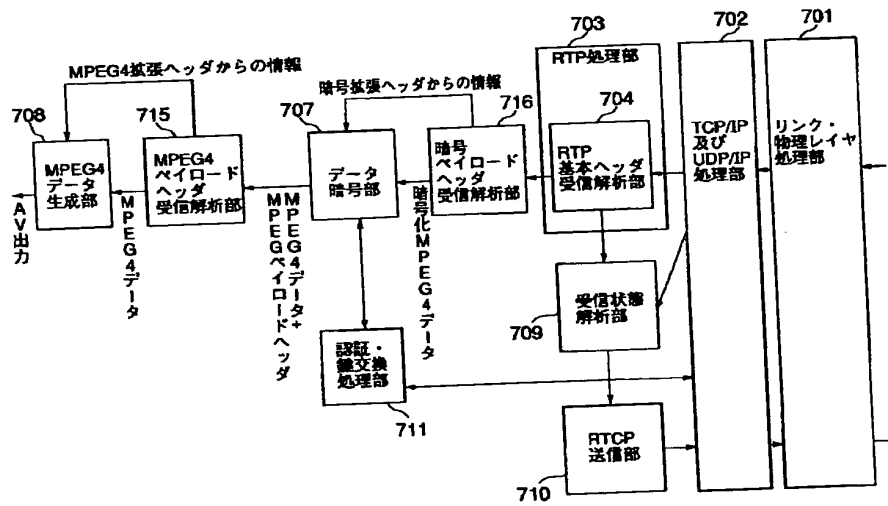 MPEG4拡張ヘッダからの情報
708
715
MPEG4
データ
生成部
MPEG4
ペイロード
ヘッダ
受信解析部
AV出力
MPEG4データ
暗号拡張ヘッダからの情報
707
716
データ
暗号部
暗号
ペイロード
ヘッダ
受信解析部
MPEG4データ+
MPEGペイロードヘッダ
暗号化MPEG4データ
703
RTP処理部
704
RTP
基本ヘッダ
受信解析部
702
TCP/IP
及び
UDP/IP
処理部
701
リンク・
物理レイヤ
処理部
709
受信状態
解析部
認証・
鍵交換
処理部
711
710
RTCP
送信部